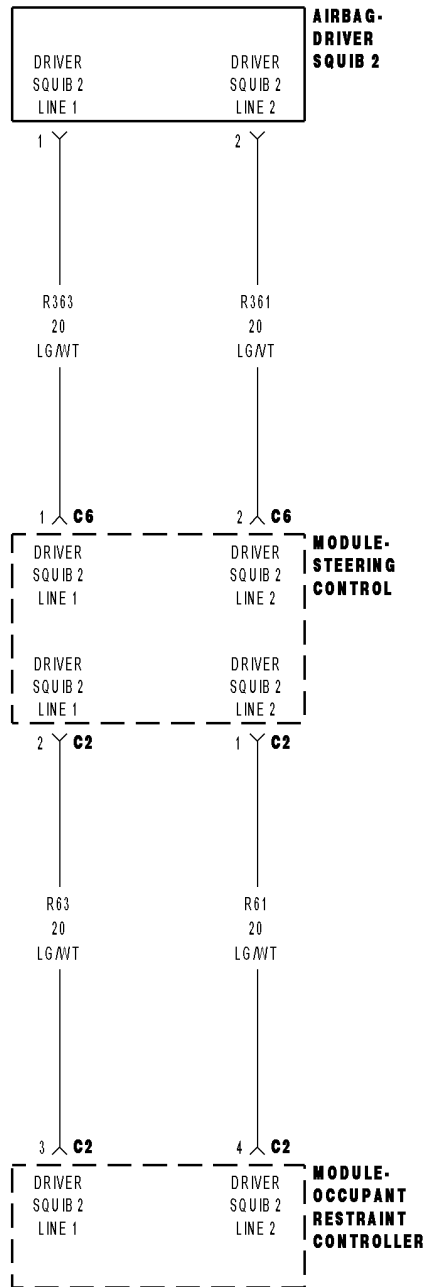 AIRBAG-
DRIVER
SQUIB 2
DRIVER
SQUIB 2
LINE 1
DRIVER
SQUIB 2
LINE 2
1
2
R363
20
LG/WT
R361
20
LG/VT
1 C6
2 C6
MODULE-
STEERING
CONTROL
DRIVER
SQUIB 2
LINE 1
DRIVER
SQUIB 2
LINE 2
DRIVER
SQUIB 2
LINE 1
DRIVER
SQUIB 2
LINE 2
2 C2
1 C2
R63
20
LG/WT
R61
20
LG/WT
3 C2
4 C2
MODULE-
OCCUPANT
RESTRAINT
CONTROLLER
DRIVER
SQUIB 2
LINE 1
DRIVER
SQUIB 2
LINE 2